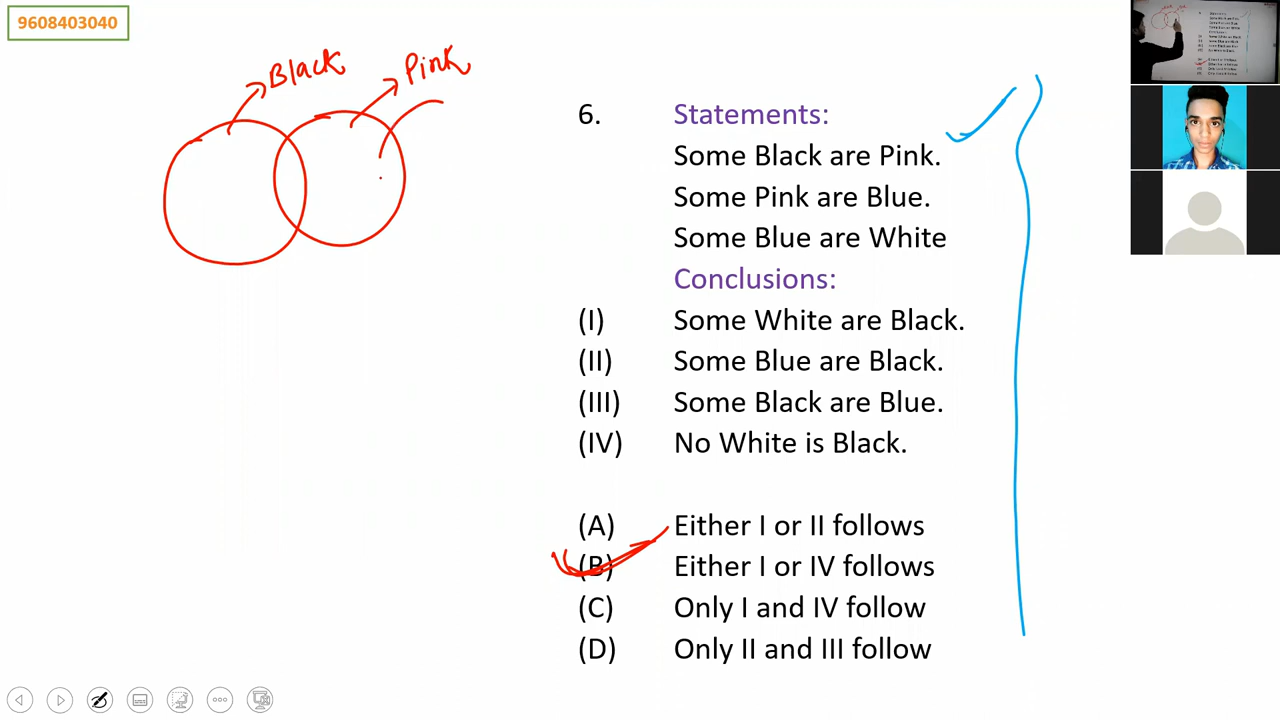 9608403040
Black
Pink
6. Statements:
Some Black are Pink.
Some Pink are Blue.
Some Blue are White
Conclusions:
(I) Some White are Black.
(II) Some Blue are Black.
(III) Some Black are Blue.
(IV) No White is Black.
(A) Either I or II follows
(B) Either I or IV follows
(C) Only I and IV follow
(D) Only II and III follow